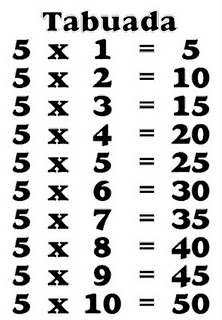 Tabuada
5 x 1 = 5
5 x 2 = 10
5 x 3 = 15
5 x 4 = 20
5 x 5 = 25
5 x 6 = 30
5 x 7 = 35
5 x 8 = 40
5 x 9 = 45
5 x 10 = 50